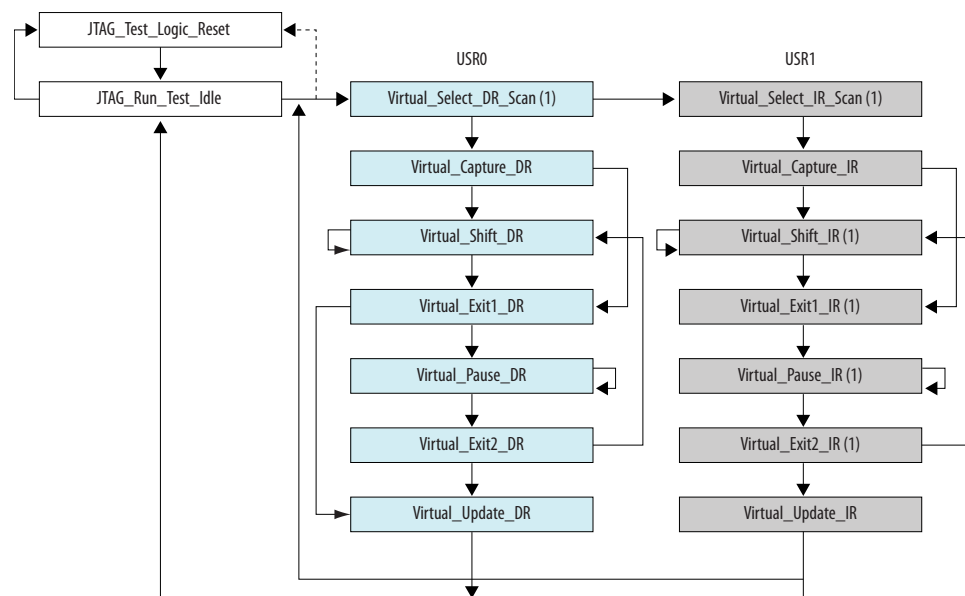 JTAG_Test_Logic_Reset
JTAG_Run_Test_Idle
USR0
Virtual_Select_DR_Scan (1)
Virtual_Capture_DR
Virtual_Shift_DR
Virtual_Exit1_DR
Virtual_Pause_DR
Virtual_Exit2_DR
Virtual_Update_DR
USR1
Virtual_Select_IR_Scan (1)
Virtual_Capture_IR
Virtual_Shift_IR (1)
Virtual_Exit1_IR (1)
Virtual_Pause_IR (1)
Virtual_Exit2_IR (1)
Virtual_Update_IR